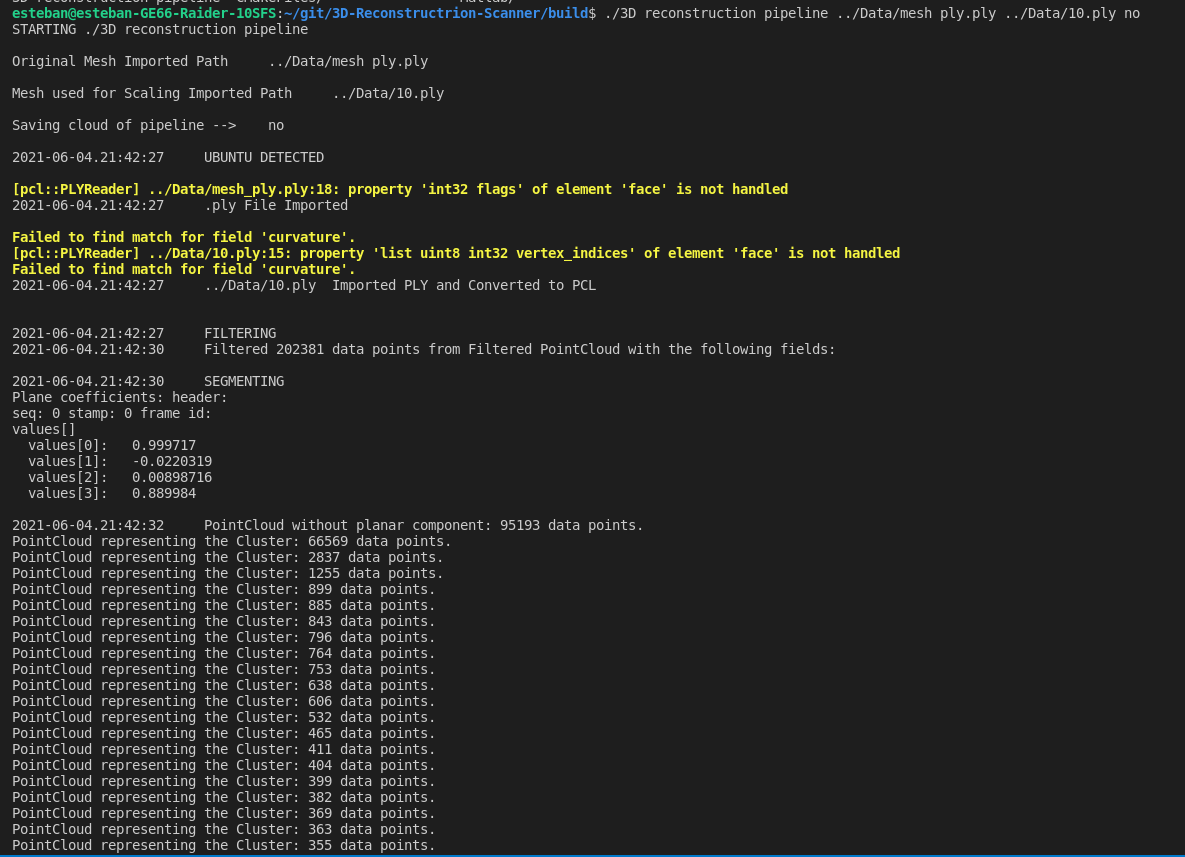 esteban@esteban-GE66-Raider-10SFS:~/git/3D-Reconstructrion-Scanner/build$ ./3D reconstruction pipeline ../Data/mesh ply.ply ../Data/10.ply no
STARTING ./3D reconstruction pipeline
Original Mesh Imported Path     ../Data/mesh ply.ply
Mesh used for Scaling Imported Path     ../Data/10.ply
Saving cloud of pipeline -->    no
2021-06-04.21:42:27     UBUNTU DETECTED
[pcl::PLYReader] ../Data/mesh_ply.ply:18: property 'int32 flags' of element 'face' is not handled
2021-06-04.21:42:27     .ply File Imported
Failed to find match for field 'curvature'.
[pcl::PLYReader] ../Data/10.ply:15: property 'list uint8 int32 vertex_indices' of element 'face' is not handled
Failed to find match for field 'curvature'.
2021-06-04.21:42:27     ../Data/10.ply  Imported PLY and Converted to PCL
2021-06-04.21:42:27     FILTERING
2021-06-04.21:42:30     Filtered 202381 data points from Filtered PointCloud with the following fields:
2021-06-04.21:42:30     SEGMENTING
Plane coefficients: header:
seq: 0 stamp: 0 frame id:
values[]
  values[0]:   0.999717
  values[1]:   -0.0220319
  values[2]:   0.00898716
  values[3]:   0.889984
2021-06-04.21:42:32     PointCloud without planar component: 95193 data points.
PointCloud representing the Cluster: 66569 data points.
PointCloud representing the Cluster: 2837 data points.
PointCloud representing the Cluster: 1255 data points.
PointCloud representing the Cluster: 899 data points.
PointCloud representing the Cluster: 885 data points.
PointCloud representing the Cluster: 843 data points.
PointCloud representing the Cluster: 796 data points.
PointCloud representing the Cluster: 764 data points.
PointCloud representing the Cluster: 753 data points.
PointCloud representing the Cluster: 638 data points.
PointCloud representing the Cluster: 606 data points.
PointCloud representing the Cluster: 532 data points.
PointCloud representing the Cluster: 465 data points.
PointCloud representing the Cluster: 411 data points.
PointCloud representing the Cluster: 404 data points.
PointCloud representing the Cluster: 399 data points.
PointCloud representing the Cluster: 382 data points.
PointCloud representing the Cluster: 369 data points.
PointCloud representing the Cluster: 363 data points.
PointCloud representing the Cluster: 355 data points.